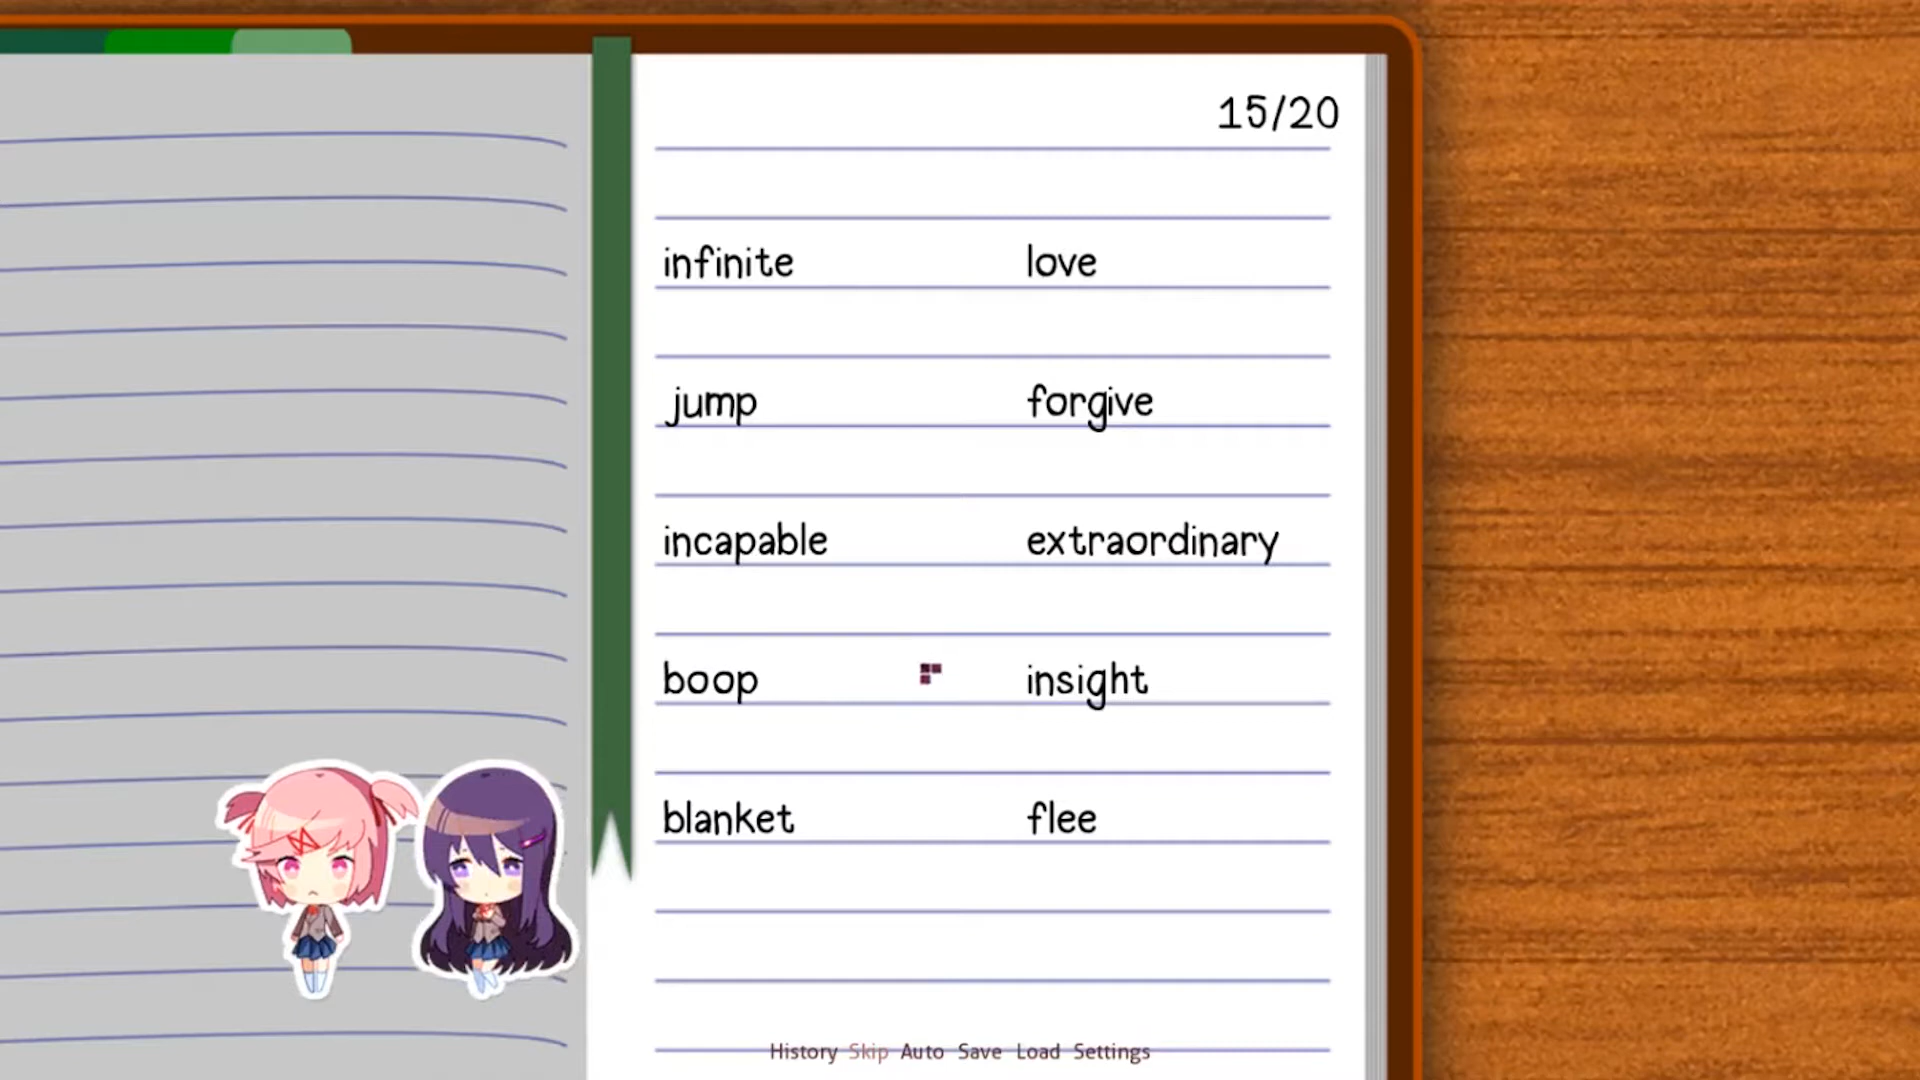 15/20
infinite love
jump forgive
incapable extraordinary
boop insight
blanket flee
History Skip Auto Save Load Settings